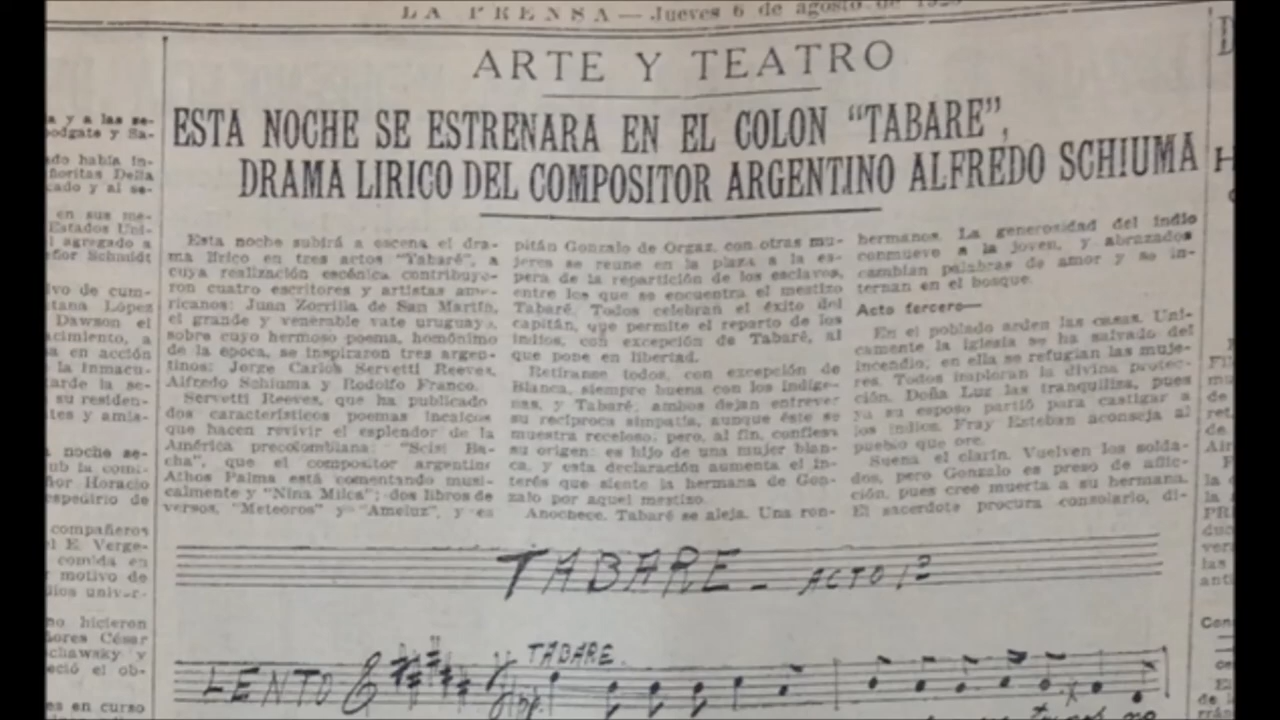 LA PRENSA — Jueves 6 de agosto de
ARTE Y TEATRO
ESTA NOCHE SE ESTRENARA EN EL COLON "TABARE",
DRAMA LIRICO DEL COMPOSITOR ARGENTINO ALFREDO SCHIUMA
Esta noche subirá a escena el dra-
ma lírico en tres actos "Tabaré", a
cuya realización escénica contribuye-
ron cuatro escritores y artistas ame-
ricanos: Juan Zorrilla de San Martín,
el grande y venerable vate uruguayo,
sobre cuyo hermoso poema, homónimo
de la época, se inspiraron tres argen-
tinos: Jorge Carlos Servetti Reeves,
Alfredo Schiuma y Rodolfo Franco.
Servetti Reeves, que ha publicado
dos característicos poemas incaicos
que hacen revivir el esplendor de la
América precolombiana: "Scisi Ba-
cha", que el compositor argentino
Athos Palma está comentando musi-
calmente y "Nina Milca"; dos libros de
versos, "Meteoros" y "Ameluz", y es
pitán Gonzalo de Orgaz, con otras mu-
jeres se reune en la plaza a la es-
pera de la repartición de los esclavos,
entre los que se encuentra el mestizo
Tabaré. Todos celebran el éxito del
capitán, que permite el reparto de los
indios, con excepción de Tabaré, al
que pone en libertad.
Retíranse todos, con excepción de
Blanca, siempre buena con los indíge-
nas, y Tabaré; ambos dejan entrever
su recíproca simpatía, aunque éste se
muestra receloso; pero, al fin, confiesa
su origen: es hijo de una mujer blan-
ca, y esta declaración aumenta el in-
terés que siente la hermana de Gon-
zalo por aquel mestizo.
Anochece. Tabaré se aleja. Una ron-
hermanos. La generosidad del indio
conmueve a la joven, y abrazados
cambian palabras de amor y se in-
ternan en el bosque.
Acto tercero—
En el poblado arden las casas. Uni-
camente la iglesia se ha salvado del
incendio; en ella se refugian las muje-
res. Todos imploran la divina protec-
ción. Doña Luz las tranquiliza, pues
ya su esposo partió para castigar a
los indios. Fray Esteban aconseja al
pueblo que ore.
Suena el clarín. Vuelven los solda-
dos, pero Gonzalo es preso de aflic-
ción, pues cree muerta a su hermana.
El sacerdote procura consolarlo, di-
TABARE - ACTO 1º
TABARE
LENTO